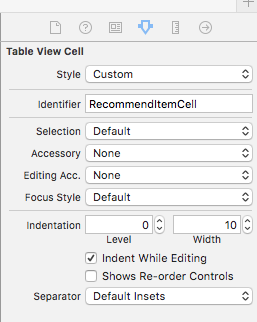 Table View Cell
Style Custom
Identifier RecommendItemCell
Selection Default
Accessory None
Editing Acc. None
Focus Style Default
Indentation 0 10
Level Width
Indent While Editing
Shows Re-order Controls
Separator Default Insets